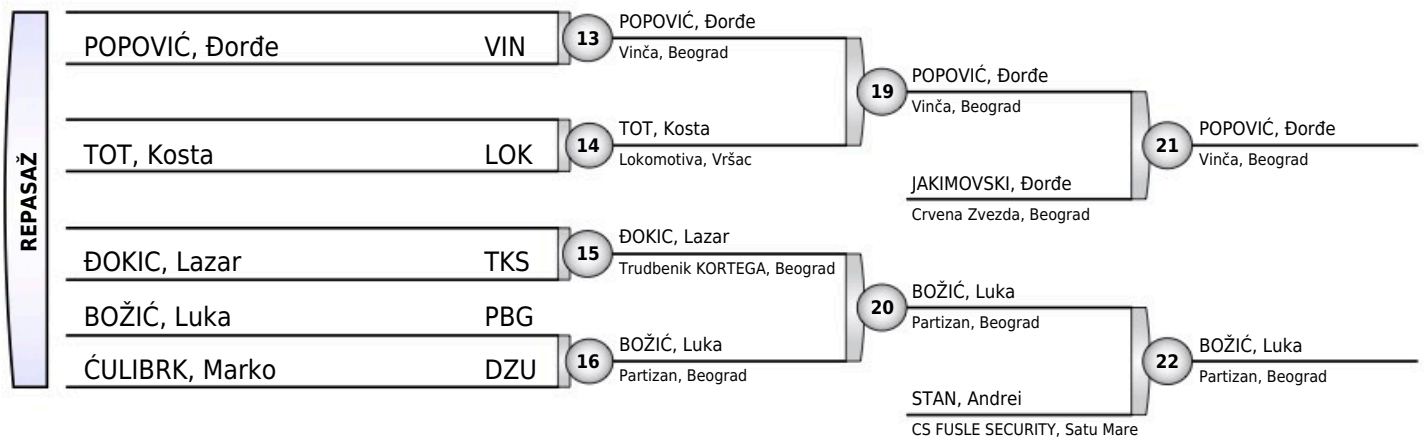 REPASAŽ
POPOVIĆ, Đorđe VIN
TOT, Kosta LOK
ĐOKIC, Lazar TKS
BOŽIĆ, Luka PBG
ĆULIBRK, Marko DZU
13
POPOVIĆ, Đorđe
Vinča, Beograd
14
TOT, Kosta
Lokomotiva, Vršac
15
ĐOKIC, Lazar
Trudbenik KORTEGA, Beograd
16
BOŽIĆ, Luka
Partizan, Beograd
19
POPOVIĆ, Đorđe
Vinča, Beograd
JAKIMOVSKI, Đorđe
Crvena Zvezda, Beograd
20
BOŽIĆ, Luka
Partizan, Beograd
STAN, Andrei
CS FUSLE SECURITY, Satu Mare
21
POPOVIĆ, Đorđe
Vinča, Beograd
22
BOŽIĆ, Luka
Partizan, Beograd